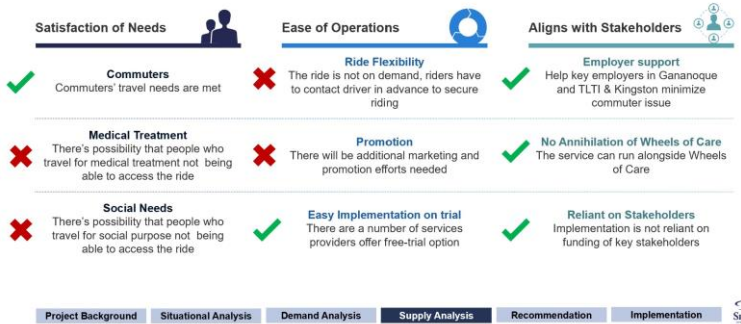 Satisfaction of Needs
Ease of Operations
Aligns with Stakeholders
Commuters
Commuters' travel needs are met
Ride Flexibility
The ride is not on demand, riders have
to contact driver in advance to secure
riding
Employer support
Help key employers in Gananoque
and TLTI & Kingston minimize
commuter issue
Medical Treatment
There's possibility that people who
travel for medical treatment not being
able to access the ride
Promotion
There will be additional marketing and
promotion efforts needed
No Annihilation of Wheels of Care
The service can run alongside Wheels
of Care
Social Needs
There's possibility that people who
travel for social purpose not being
able to access the ride
Easy Implementation on trial
There are a number of services
providers offer free-trial option
Reliant on Stakeholders
Implementation is not reliant on
funding of key stakeholders
Project Background
Situational Analysis
Demand Analysis
Supply Analysis
Recommendation
Implementation